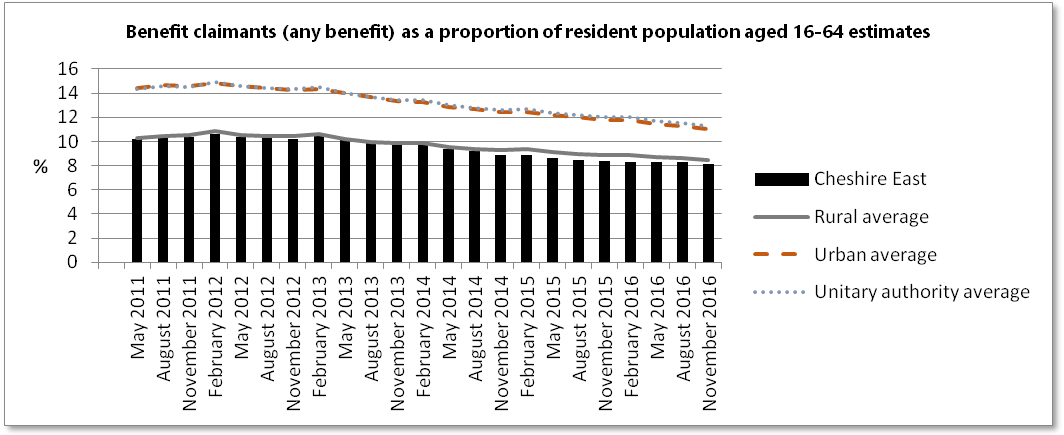 Benefit claimants (any benefit) as a proportion of resident population aged 16-64 estimates
16
14
12
10
8
6
4
2
0
%
May 2011
August 2011
November 2011
February 2012
May 2012
August 2012
November 2012
February 2013
May 2013
August 2013
November 2013
February 2014
May 2014
August 2014
November 2014
February 2015
May 2015
August 2015
November 2015
February 2016
May 2016
August 2016
November 2016
Cheshire East
Rural average
Urban average
Unitary authority average